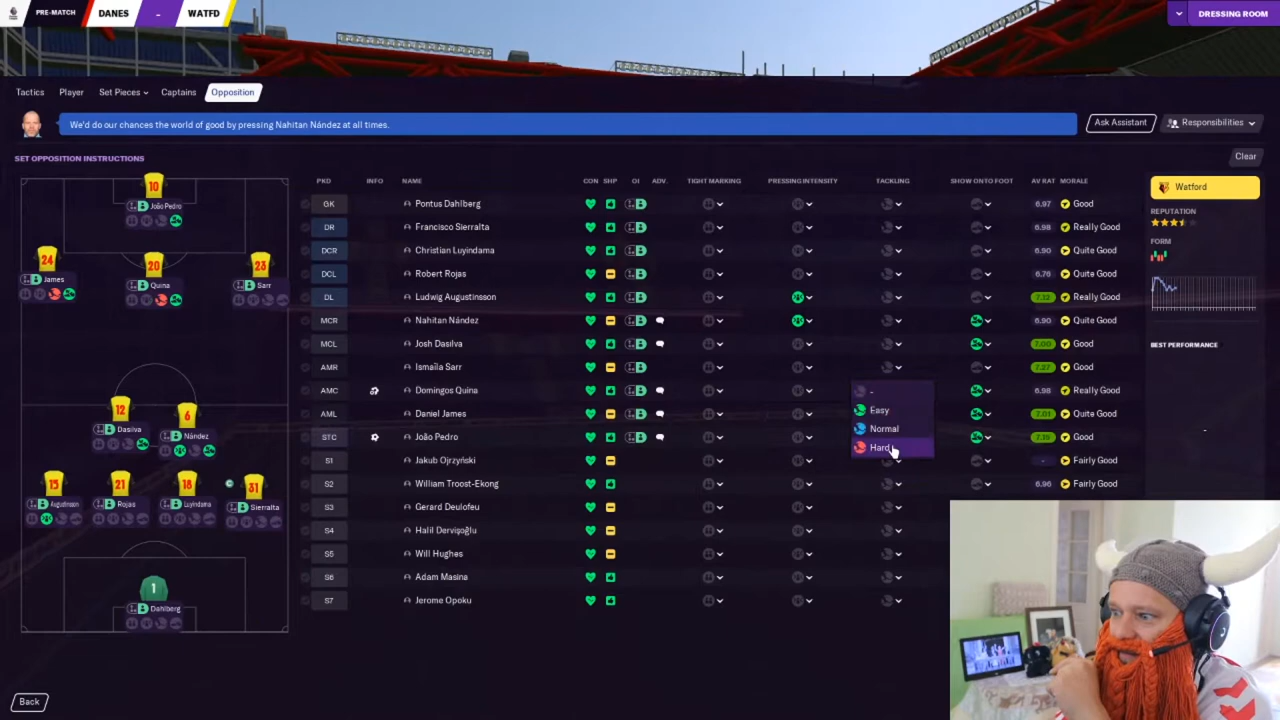 PRE-MATCH DANES - WATFD DRESSING ROOM
Tactics Player Set Pieces Captains Opposition
We'd do our chances the world of good by pressing Nahitan Nández at all times. Ask Assistant Responsibilities
SET OPPOSITION INSTRUCTIONS Clear
PKD INFO NAME CON SHP OI ADV. TIGHT MARKING PRESSING INTENSITY TACKLING SHOW ONTO FOOT AV RAT MORALE
GK Pontus Dahlberg 6.97 Good
DR Francisco Sierralta 6.98 Really Good
DCR Christian Luyindama 6.90 Quite Good
DCL Robert Rojas 6.76 Quite Good
DL Ludwig Augustinsson 7.12 Really Good
MCR Nahitan Nández 6.90 Quite Good
MCL Josh Dasilva 7.00 Good
AMR Ismaïla Sarr 7.27 Good
AMC Domingos Quina - 6.98 Really Good
AML Daniel James Easy 7.01 Quite Good
Normal
STC João Pedro 7.19 Good
Hard
S1 Jakub Ojrzyński - Fairly Good
S2 William Troost-Ekong 6.96 Fairly Good
S3 Gerard Deulofeu
S4 Halil Dervişoğlu
S5 Will Hughes
S6 Adam Masina
S7 Jerome Opoku
10
João Pedro
24 20 23
James Quina Sarr
12 6
Dasilva Nández
15 21 18 31
Augustinsson Rojas Luyindama Sierralta
1
Dahlberg
Watford
REPUTATION
FORM
BEST PERFORMANCE
-
Back